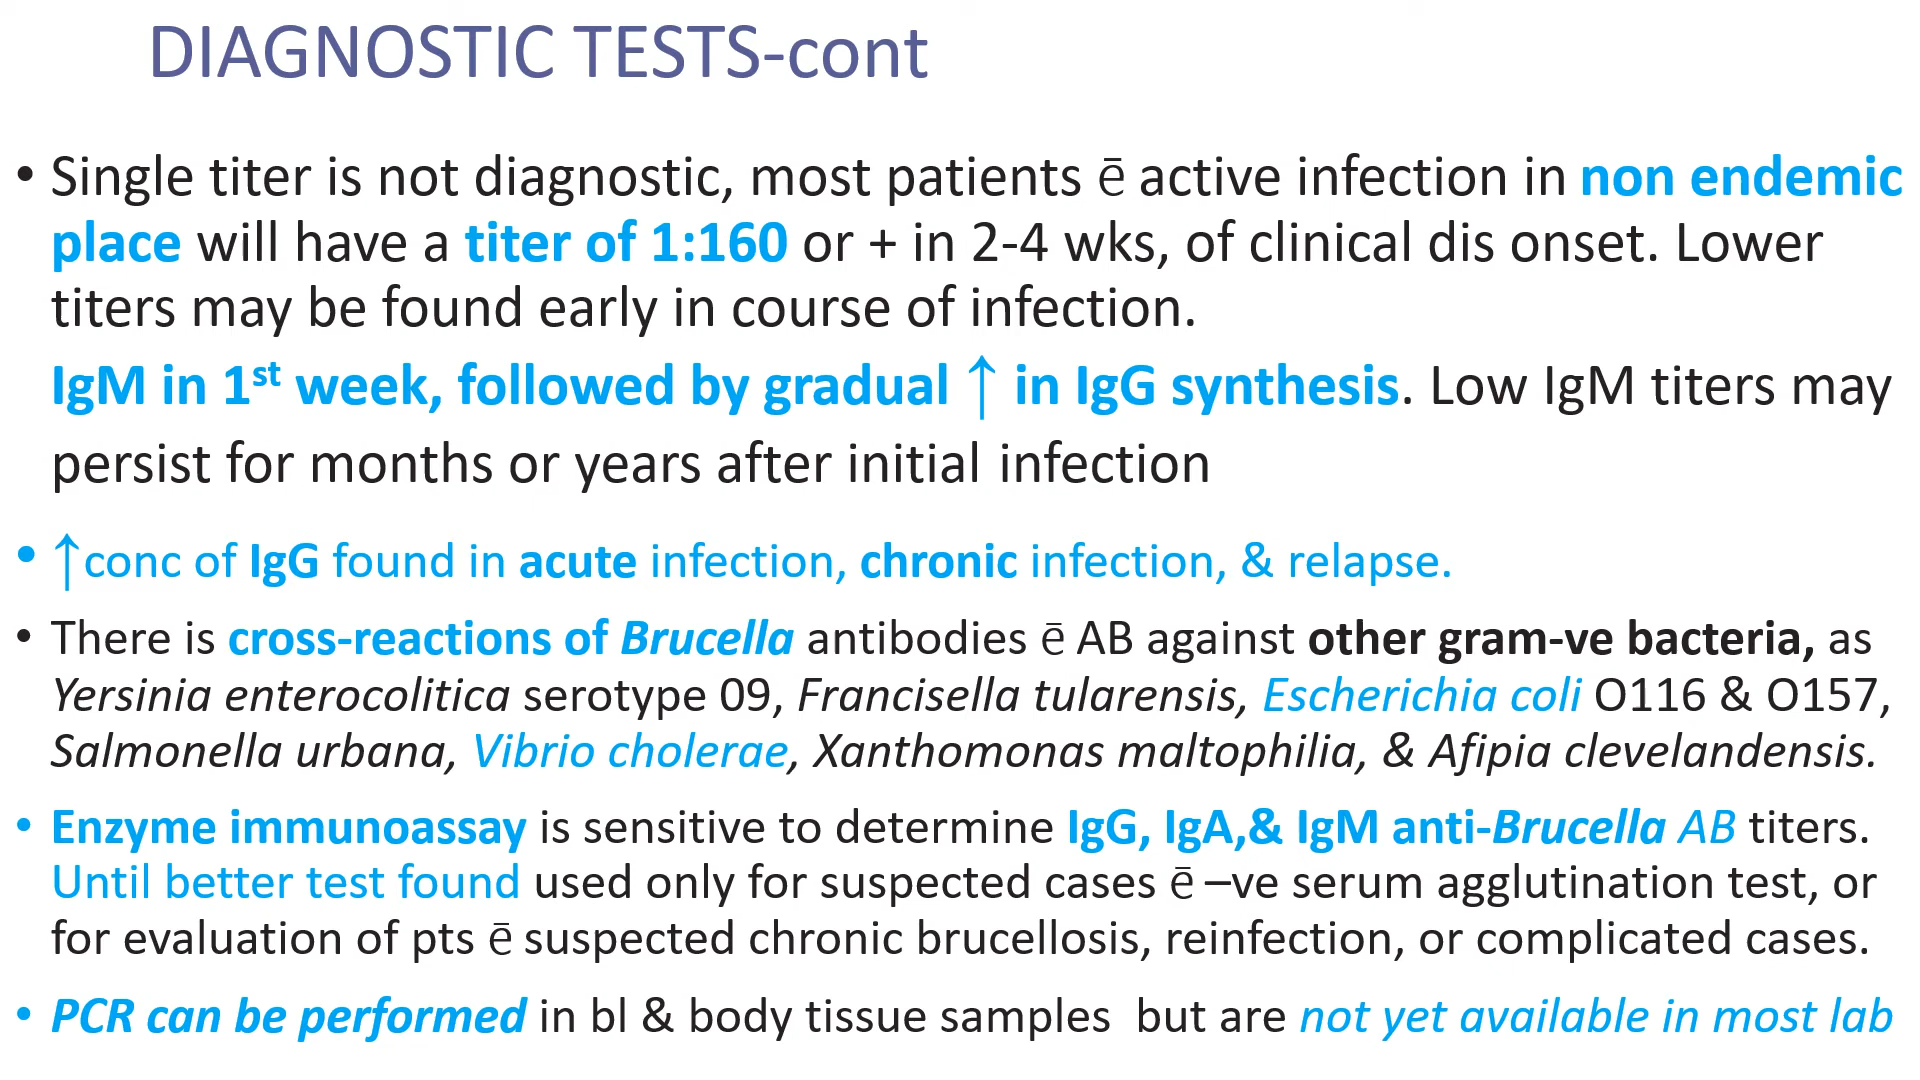 DIAGNOSTIC TESTS-cont
• Single titer is not diagnostic, most patients ē active infection in non endemic
place will have a titer of 1:160 or + in 2-4 wks, of clinical dis onset. Lower
titers may be found early in course of infection.
IgM in 1st week, followed by gradual ↑ in IgG synthesis. Low IgM titers may
persist for months or years after initial infection
• ↑conc of IgG found in acute infection, chronic infection, & relapse.
• There is cross-reactions of Brucella antibodies ē AB against other gram-ve bacteria, as
Yersinia enterocolitica serotype 09, Francisella tularensis, Escherichia coli O116 & O157,
Salmonella urbana, Vibrio cholerae, Xanthomonas maltophilia, & Afipia clevelandensis.
• Enzyme immunoassay is sensitive to determine IgG, IgA,& IgM anti-Brucella AB titers.
Until better test found used only for suspected cases ē –ve serum agglutination test, or
for evaluation of pts ē suspected chronic brucellosis, reinfection, or complicated cases.
• PCR can be performed in bl & body tissue samples but are not yet available in most lab